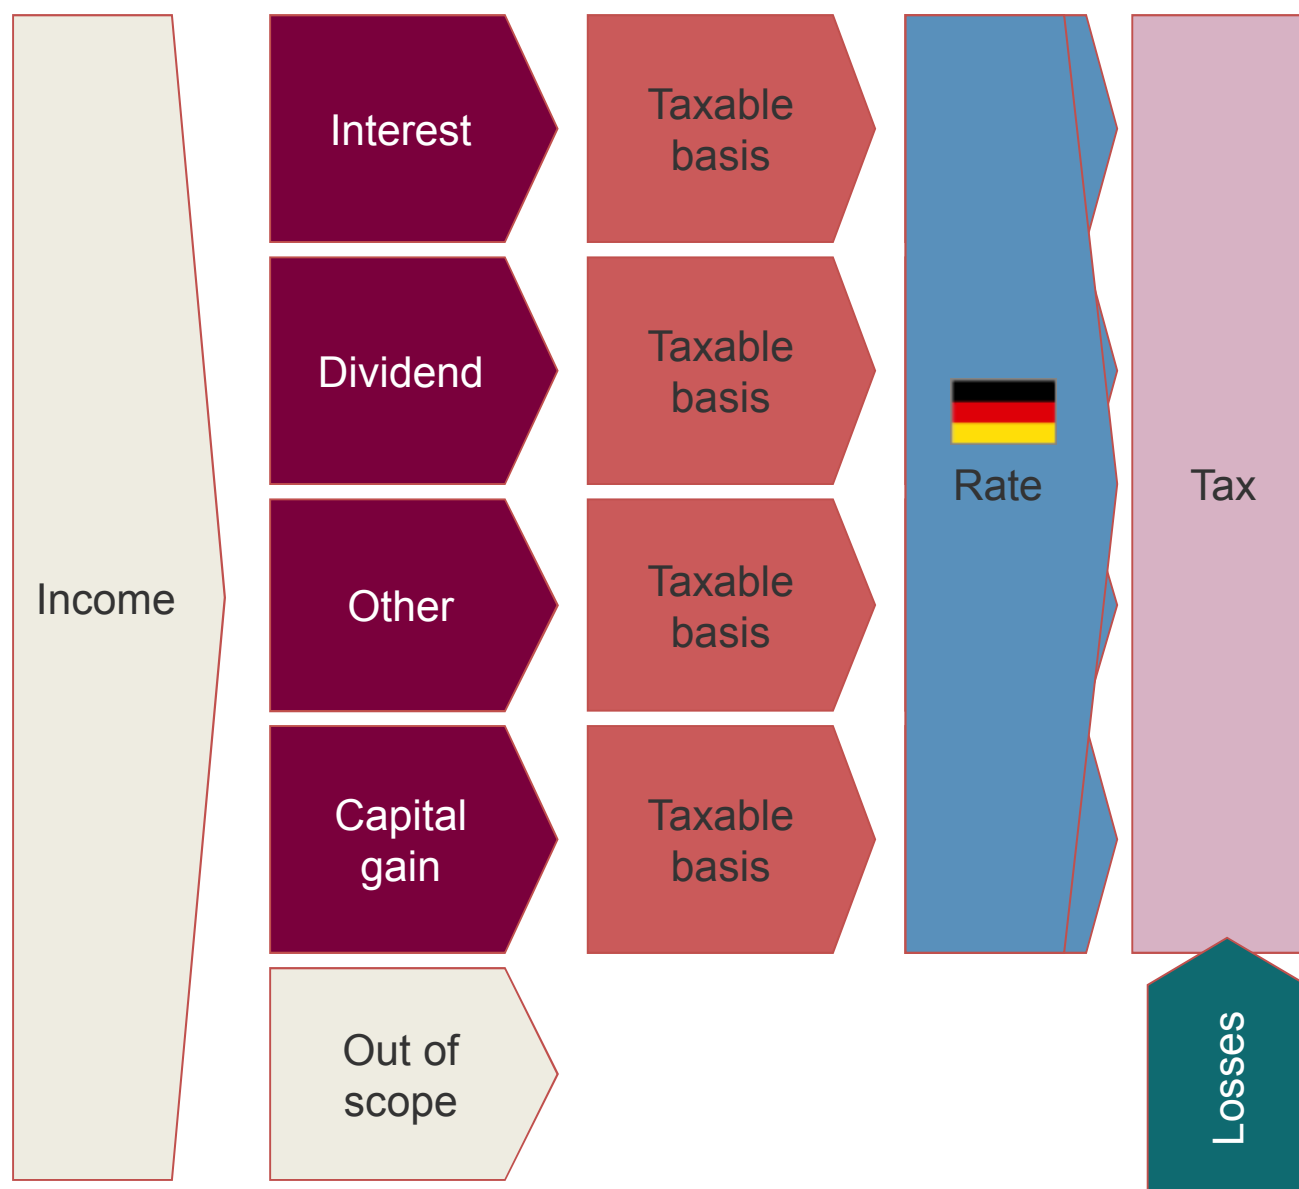 Income
Interest
Taxable
basis
Dividend
Taxable
basis
Other
Taxable
basis
Capital
gain
Taxable
basis
Out of
scope
Rate
Tax
Losses